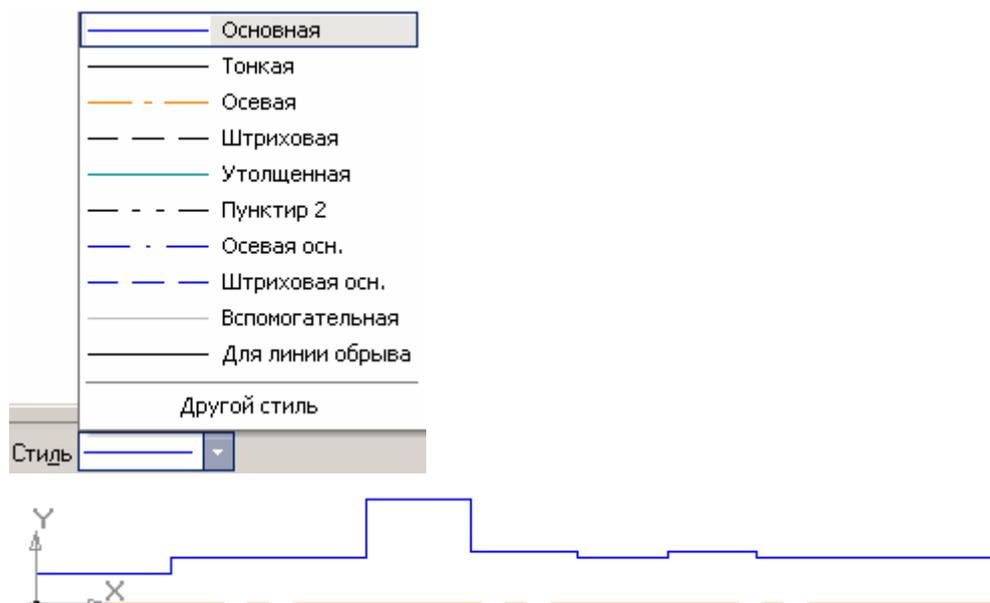 Основная
Тонкая
Осевая
Штриховая
Утолщенная
Пунктир 2
Осевая осн.
Штриховая осн.
Вспомогательная
Для линии обрыва
Другой стиль
Стиль
Y
X